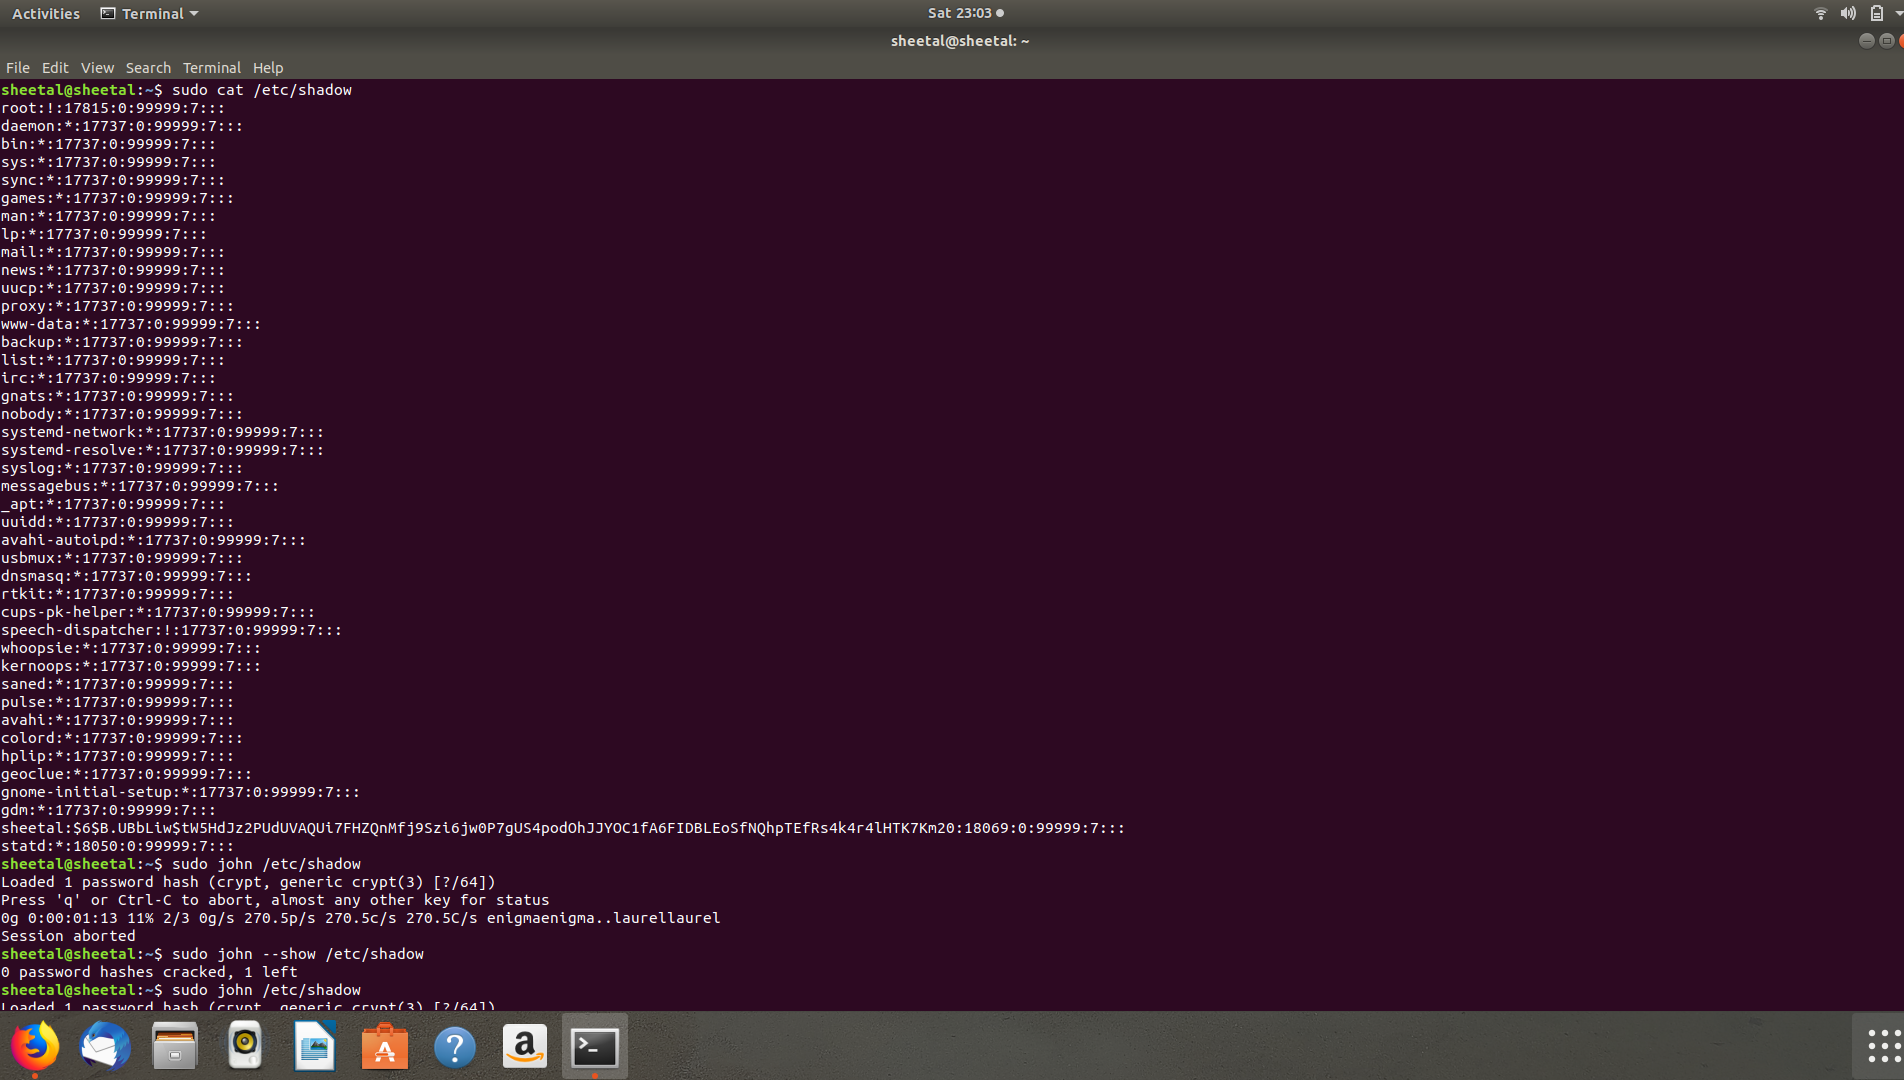 Activities Terminal Sat 23:03
sheetal@sheetal: ~
File Edit View Search Terminal Help
sheetal@sheetal:~$ sudo cat /etc/shadow
root:!:17815:0:99999:7:::
daemon:*:17737:0:99999:7:::
bin:*:17737:0:99999:7:::
sys:*:17737:0:99999:7:::
sync:*:17737:0:99999:7:::
games:*:17737:0:99999:7:::
man:*:17737:0:99999:7:::
lp:*:17737:0:99999:7:::
mail:*:17737:0:99999:7:::
news:*:17737:0:99999:7:::
uucp:*:17737:0:99999:7:::
proxy:*:17737:0:99999:7:::
www-data:*:17737:0:99999:7:::
backup:*:17737:0:99999:7:::
list:*:17737:0:99999:7:::
irc:*:17737:0:99999:7:::
gnats:*:17737:0:99999:7:::
nobody:*:17737:0:99999:7:::
systemd-network:*:17737:0:99999:7:::
systemd-resolve:*:17737:0:99999:7:::
syslog:*:17737:0:99999:7:::
messagebus:*:17737:0:99999:7:::
_apt:*:17737:0:99999:7:::
uuidd:*:17737:0:99999:7:::
avahi-autoipd:*:17737:0:99999:7:::
usbmux:*:17737:0:99999:7:::
dnsmasq:*:17737:0:99999:7:::
rtkit:*:17737:0:99999:7:::
cups-pk-helper:*:17737:0:99999:7:::
speech-dispatcher:!:17737:0:99999:7:::
whoopsie:*:17737:0:99999:7:::
kernoops:*:17737:0:99999:7:::
saned:*:17737:0:99999:7:::
pulse:*:17737:0:99999:7:::
avahi:*:17737:0:99999:7:::
colord:*:17737:0:99999:7:::
hplip:*:17737:0:99999:7:::
geoclue:*:17737:0:99999:7:::
gnome-initial-setup:*:17737:0:99999:7:::
gdm:*:17737:0:99999:7:::
sheetal:$6$B.UBbLiw$tW5HdJz2PUdUVAQUi7FHZQnMfj9Szi6jw0P7gUS4podOhJJYOC1fA6FIDBLEoSfNQhpTEfRs4k4r4lHTK7Km20:18069:0:99999:7:::
statd:*:18050:0:99999:7:::
sheetal@sheetal:~$ sudo john /etc/shadow
Loaded 1 password hash (crypt, generic crypt(3) [?/64])
Press 'q' or Ctrl-C to abort, almost any other key for status
0g 0:00:01:13 11% 2/3 0g/s 270.5p/s 270.5c/s 270.5C/s enigmaenigma..laurellaurel
Session aborted
sheetal@sheetal:~$ sudo john --show /etc/shadow
0 password hashes cracked, 1 left
sheetal@sheetal:~$ sudo john /etc/shadow
Loaded 1 password hash (crypt, generic crypt(3) [?/64])